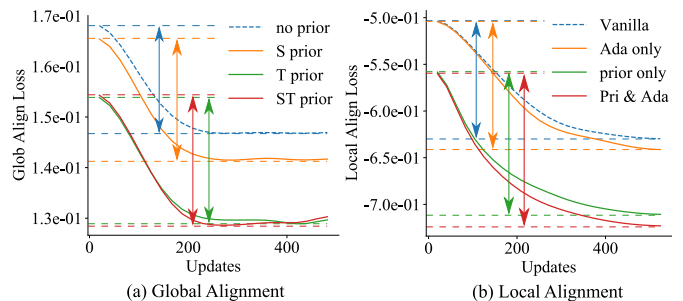 1.7e-01
1.6e-01
1.5e-01
1.4e-01
1.3e-01
Glob Align Loss
no prior
S prior
T prior
ST prior
0
200
400
Updates
(a) Global Alignment
-5.0e-01
-5.5e-01
-6.0e-01
-6.5e-01
-7.0e-01
Local Align Loss
Vanilla
Ada only
prior only
Pri & Ada
0
200
400
Updates
(b) Local Alignment